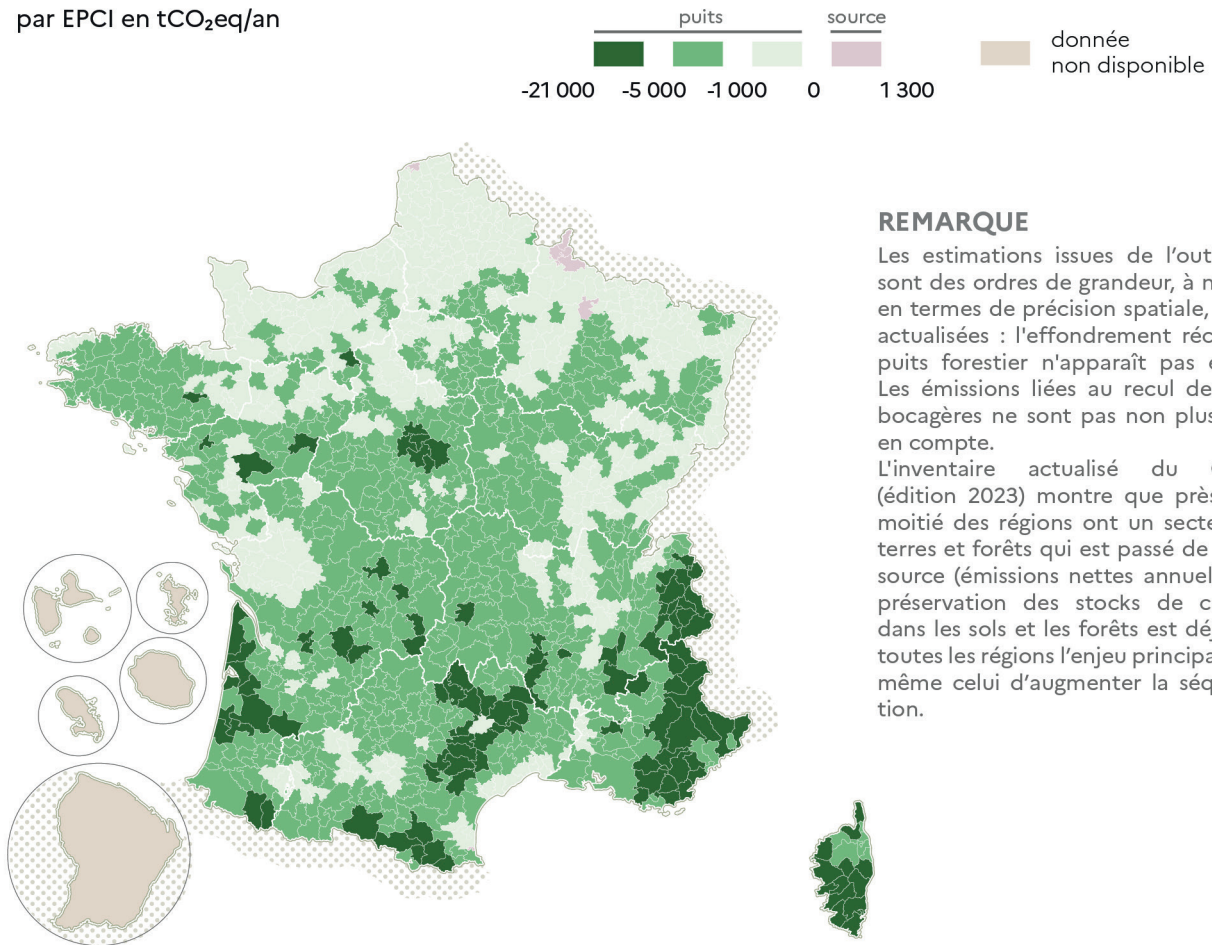 par EPCI en tCO₂eq/an
puits source
donnée
non disponible
-21 000 -5 000 -1 000 0 1 300
REMARQUE
Les estimations issues de l'out
sont des ordres de grandeur, à n
en termes de précision spatiale,
actualisées : l'effondrement réc
puits forestier n'apparaît pas e
Les émissions liées au recul de
bocagères ne sont pas non plus
en compte.
L'inventaire actualisé du
(édition 2023) montre que près
moitié des régions ont un secte
terres et forêts qui est passé de
source (émissions nettes annuel
préservation des stocks de c
dans les sols et les forêts est déj
toutes les régions l'enjeu principa
même celui d'augmenter la séq
tion.